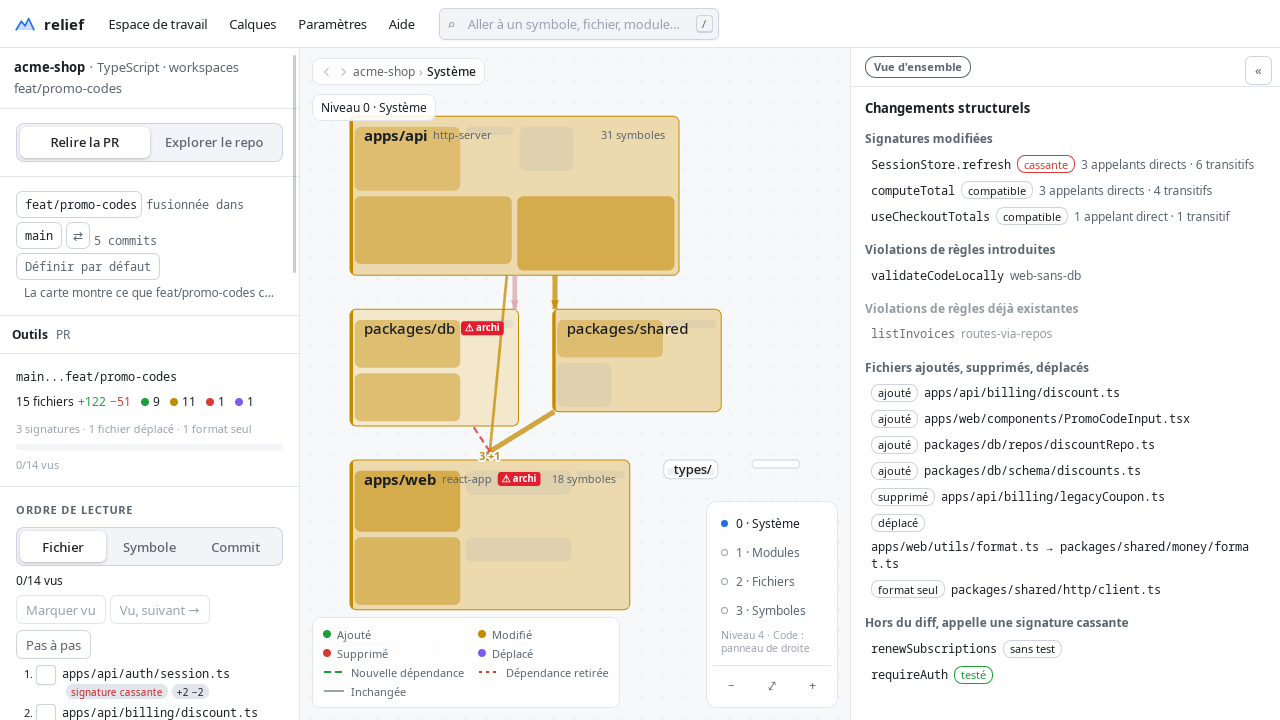 relief
Espace de travail
Calques
Paramètres
Aide
Aller à un symbole, fichier, module…
/
acme-shop · TypeScript · workspaces
feat/promo-codes
Relire la PR
Explorer le repo
feat/promo-codes fusionnée dans
main ⇄ 5 commits
Définir par défaut
La carte montre ce que feat/promo-codes c…
Outils PR
main...feat/promo-codes
15 fichiers +122 −51 9 11 1 1
3 signatures · 1 fichier déplacé · 1 format seul
0/14 vus
ORDRE DE LECTURE
Fichier
Symbole
Commit
0/14 vus
Marquer vu
Vu, suivant →
Pas à pas
1. apps/api/auth/session.ts
signature cassante +2 −2
2. apps/api/billing/discount.ts
acme-shop › Système
Niveau 0 · Système
apps/api http-server 31 symboles
packages/db ⚠ archi
packages/shared
apps/web react-app ⚠ archi 18 symboles
types/
0 · Système
1 · Modules
2 · Fichiers
3 · Symboles
Niveau 4 · Code :
panneau de droite
− ⤢ +
Ajouté
Modifié
Supprimé
Déplacé
Nouvelle dépendance
Dépendance retirée
Inchangée
Vue d'ensemble
«
Changements structurels
Signatures modifiées
SessionStore.refresh cassante 3 appelants directs · 6 transitifs
computeTotal compatible 3 appelants directs · 4 transitifs
useCheckoutTotals compatible 1 appelant direct · 1 transitif
Violations de règles introduites
validateCodeLocally web-sans-db
Violations de règles déjà existantes
listInvoices routes-via-repos
Fichiers ajoutés, supprimés, déplacés
ajouté apps/api/billing/discount.ts
ajouté apps/web/components/PromoCodeInput.tsx
ajouté packages/db/repos/discountRepo.ts
ajouté packages/db/schema/discounts.ts
supprimé apps/api/billing/legacyCoupon.ts
déplacé
apps/web/utils/format.ts → packages/shared/money/forma
t.ts
format seul packages/shared/http/client.ts
Hors du diff, appelle une signature cassante
renewSubscriptions sans test
requireAuth testé